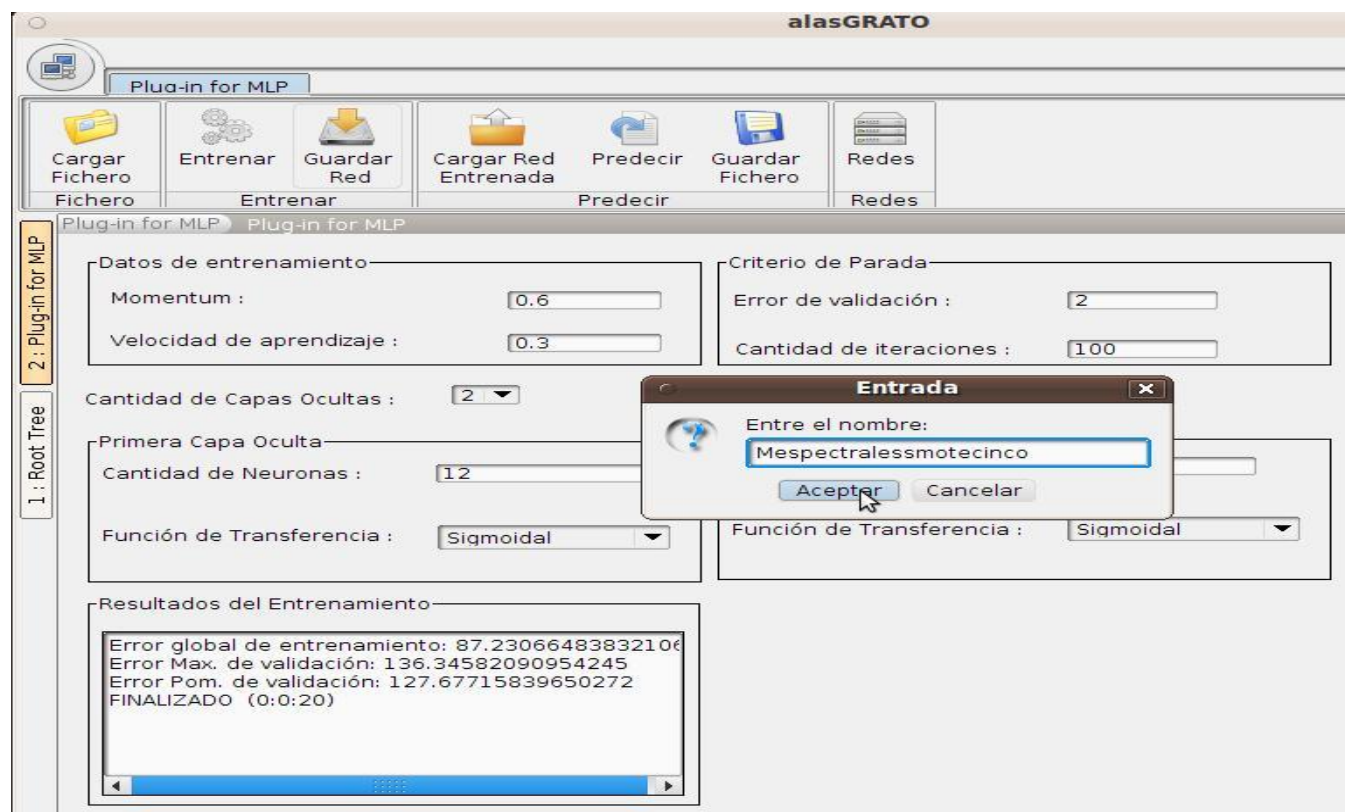 alasGRATO
Plug-in for MLP
Cargar Fichero
Entrenar
Guardar Red
Cargar Red Entrenada
Predecir
Guardar Fichero
Redes
Fichero
Entrenar
Predecir
Redes
2 : Plug-in for MLP
1 : Root Tree
Plug-in for MLP Plug-in for MLP
Datos de entrenamiento
Momentum : 0.6
Velocidad de aprendizaje : 0.3
Criterio de Parada
Error de validación : 2
Cantidad de iteraciones : 100
Cantidad de Capas Ocultas : 2
Entrada
Entre el nombre:
Mespectralessmotecinco
Aceptar Cancelar
Primera Capa Oculta
Cantidad de Neuronas : 12
Función de Transferencia : Sigmoidal
Función de Transferencia : Sigmoidal
Resultados del Entrenamiento
Error global de entrenamiento: 87.2306648383210
Error Max. de validación: 136.34582090954245
Error Pom. de validación: 127.67715839650272
FINALIZADO (0:0:20)